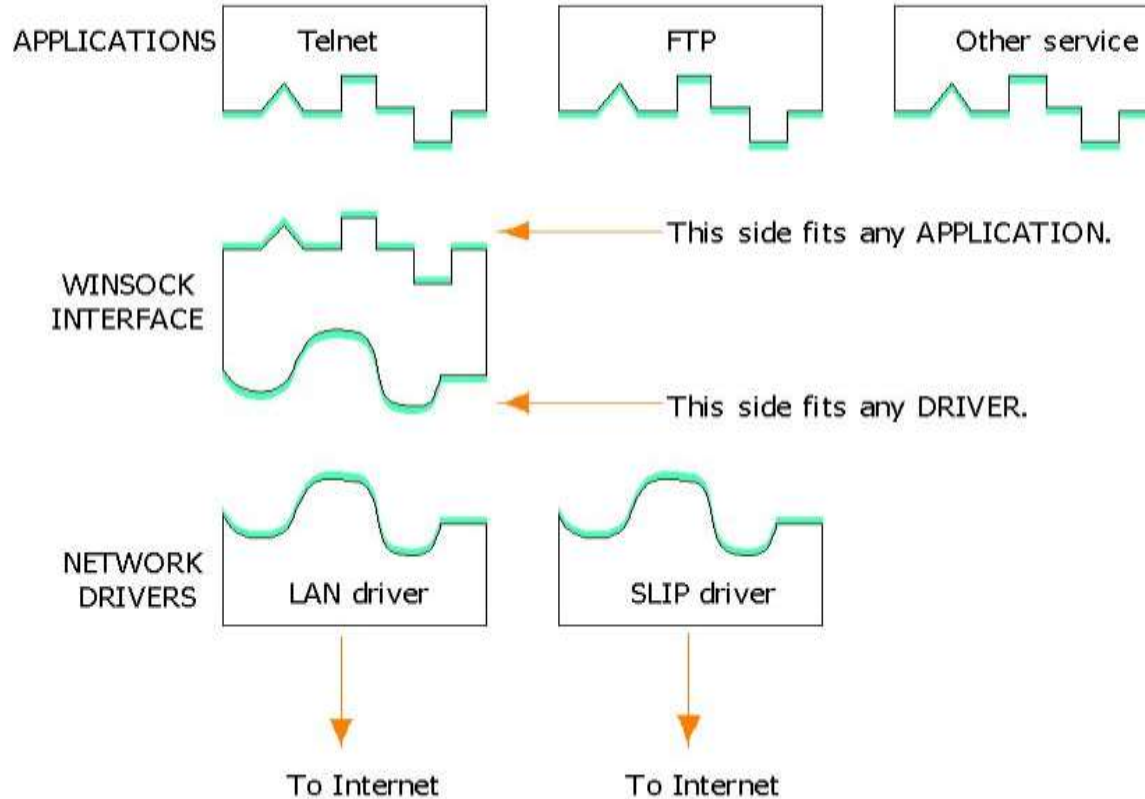 APPLICATIONS
Telnet
FTP
Other service
This side fits any APPLICATION.
WINSOCK
INTERFACE
This side fits any DRIVER.
NETWORK
DRIVERS
LAN driver
SLIP driver
To Internet
To Internet